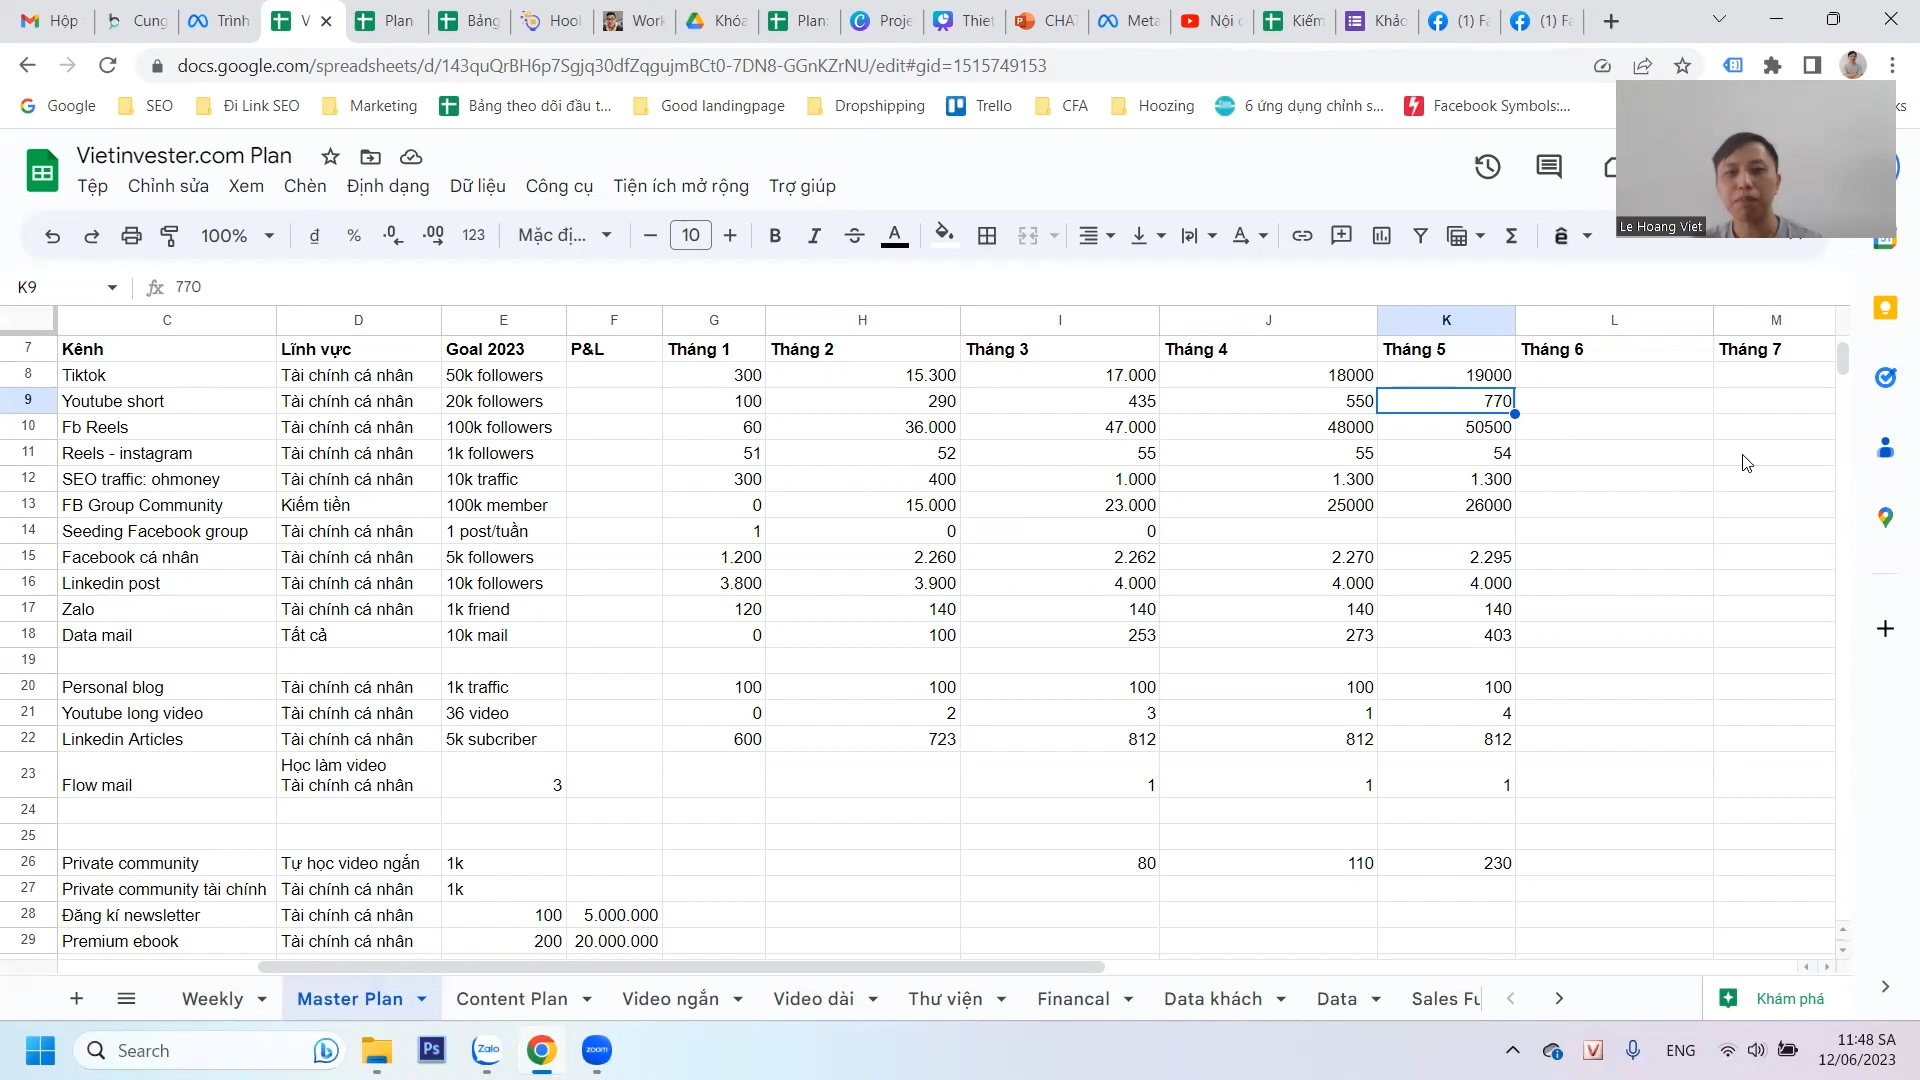 Hộp
Cung
Trình
V
Plan
Bảng
Hool
Work
Khóa
Plan:
Proje
Thiet
CHAT
Meta
Nội
Kiếm
Khảo
(1) Fa
(1) Fa
docs.google.com/spreadsheets/d/143quQrBH6p7Sgjq30dfZqgujmBCt0-7DN8-GGnKZrNU/edit#gid=1515749153
Google
SEO
Đi Link SEO
Marketing
Bảng theo dõi đầu t...
Good landingpage
Dropshipping
Trello
CFA
Hoozing
6 ứng dụng chỉnh s...
Facebook Symbols:...
Vietinvester.com Plan
Tệp Chỉnh sửa Xem Chèn Định dạng Dữ liệu Công cụ Tiện ích mở rộng Trợ giúp
Le Hoang Viet
100% đ % .0 .00 123 Mặc đị... 10 B I A
K9 fx 770
C D E F G H I J K L M
7 Kênh Lĩnh vực Goal 2023 P&L Tháng 1 Tháng 2 Tháng 3 Tháng 4 Tháng 5 Tháng 6 Tháng 7
8 Tiktok Tài chính cá nhân 50k followers 300 15.300 17.000 18000 19000
9 Youtube short Tài chính cá nhân 20k followers 100 290 435 550 770
10 Fb Reels Tài chính cá nhân 100k followers 60 36.000 47.000 48000 50500
11 Reels - instagram Tài chính cá nhân 1k followers 51 52 55 55 54
12 SEO traffic: ohmoney Tài chính cá nhân 10k traffic 300 400 1.000 1.300 1.300
13 FB Group Community Kiếm tiền 100k member 0 15.000 23.000 25000 26000
14 Seeding Facebook group Tài chính cá nhân 1 post/tuần 1 0 0
15 Facebook cá nhân Tài chính cá nhân 5k followers 1.200 2.260 2.262 2.270 2.295
16 Linkedin post Tài chính cá nhân 10k followers 3.800 3.900 4.000 4.000 4.000
17 Zalo Tài chính cá nhân 1k friend 120 140 140 140 140
18 Data mail Tất cả 10k mail 0 100 253 273 403
19
20 Personal blog Tài chính cá nhân 1k traffic 100 100 100 100 100
21 Youtube long video Tài chính cá nhân 36 video 0 2 3 1 4
22 Linkedin Articles Tài chính cá nhân 5k subcriber 600 723 812 812 812
Học làm video
23 Flow mail Tài chính cá nhân 3 1 1 1
24
25
26 Private community Tự học video ngắn 1k 80 110 230
27 Private community tài chính Tài chính cá nhân 1k
28 Đăng kí newsletter Tài chính cá nhân 100 5.000.000
29 Premium ebook Tài chính cá nhân 200 20.000.000
Weekly Master Plan Content Plan Video ngắn Video dài Thư viện Financal Data khách Data Sales Fu Khám phá
Search
Ps
Zalo
zoom
V
ENG
11:48 SA
12/06/2023